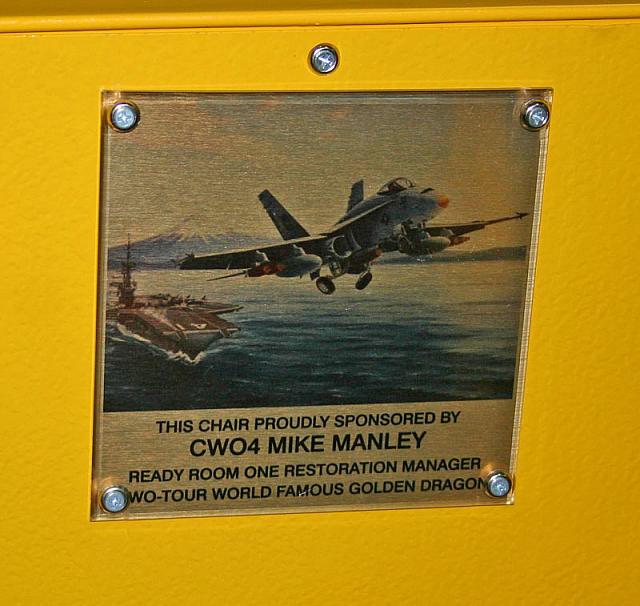 THIS CHAIR PROUDLY SPONSORED BY
CWO4 MIKE MANLEY
READY ROOM ONE RESTORATION MANAGER
WO-TOUR WORLD FAMOUS GOLDEN DRAGON